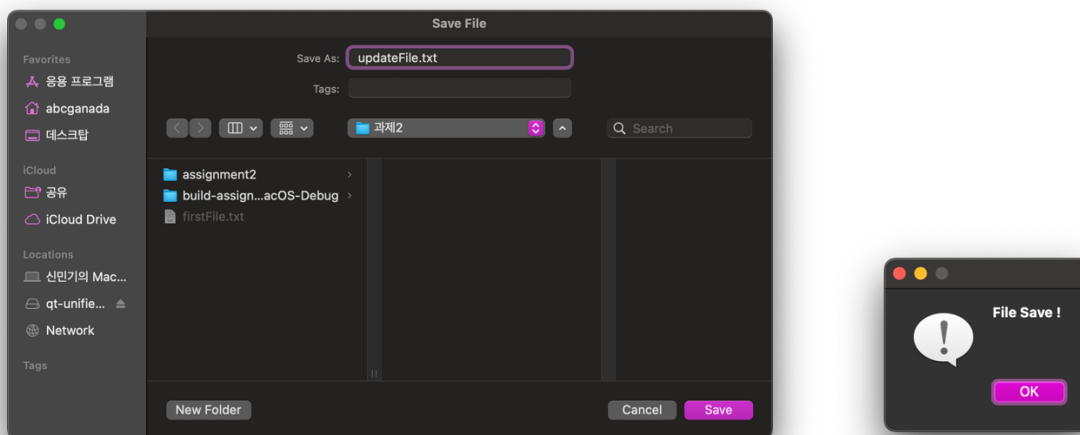 Save File
Favorites
응용 프로그램
abcganada
데스크탑
iCloud
공유
iCloud Drive
Locations
신민기의 Mac...
qt-unifie...
Network
Tags
Save As: updateFile.txt
Tags:
과제2
Search
assignment2
build-assign...acOS-Debug
firstFile.txt
New Folder
Cancel
Save
File Save !
OK